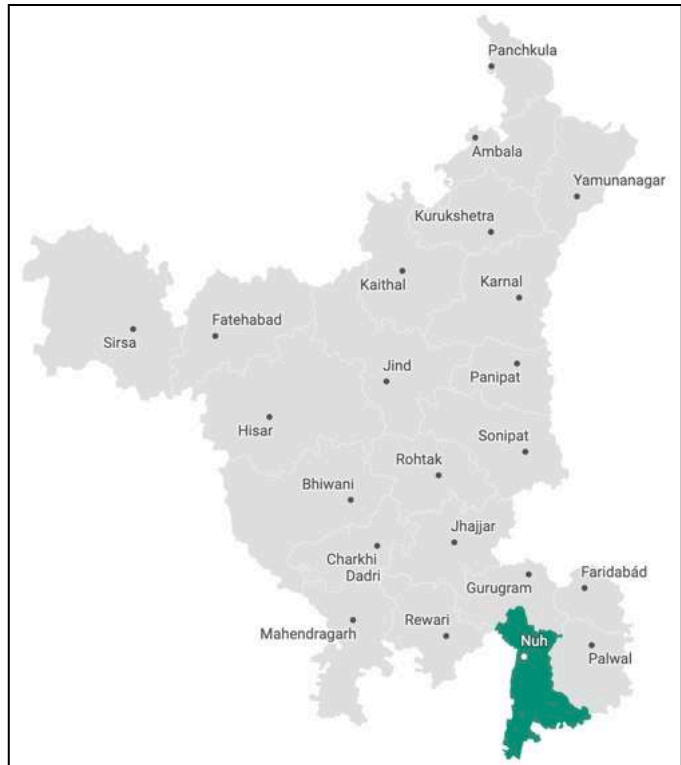 Panchkula
Ambala
Yamunanagar
Kurukshetra
Kaithal
Karnal
Fatehabad
Sirsa
Jind
Panipat
Hisar
Sonipat
Rohtak
Bhiwani
Jhajjar
Charkhi
Dadri
Gurugram
Faridabád
Mahendragarh
Rewari
Nuh
Palwal